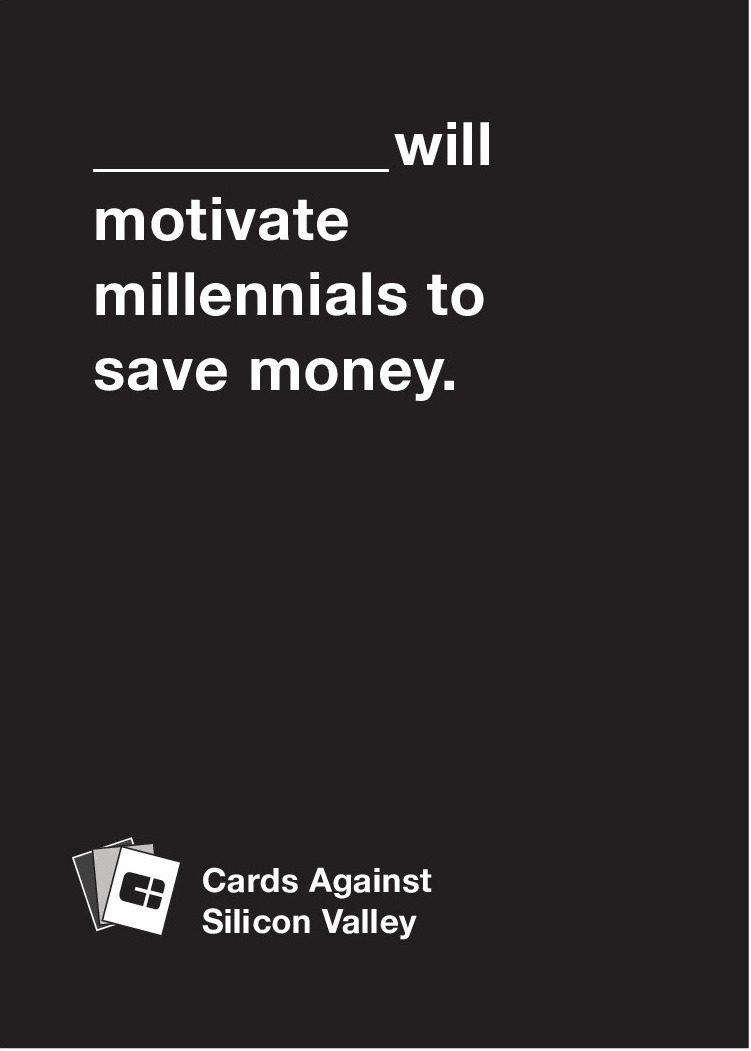 __________ will
motivate
millennials to
save money.
Cards Against
Silicon Valley